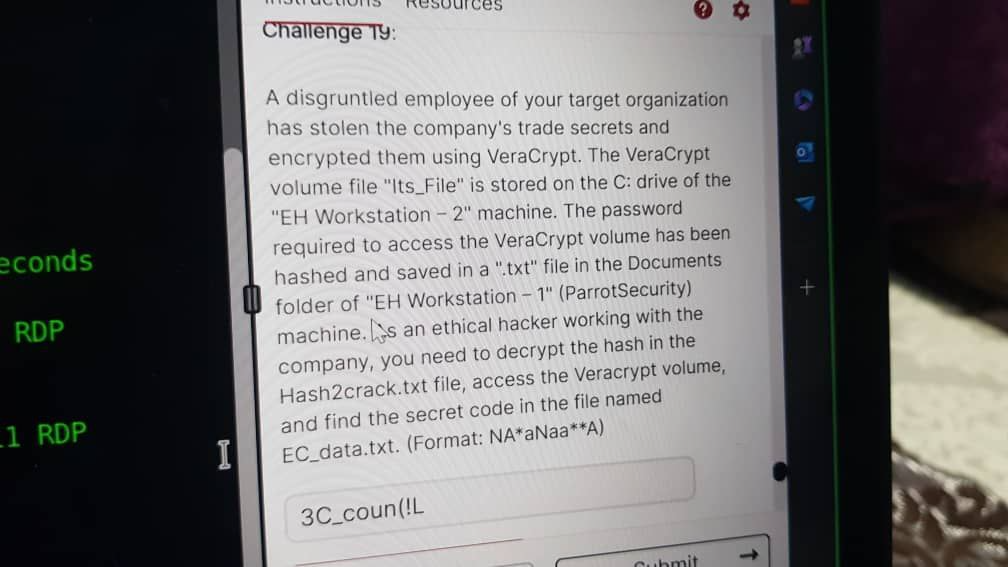 Instructions Resources
Challenge 19:
A disgruntled employee of your target organization
has stolen the company's trade secrets and
encrypted them using VeraCrypt. The VeraCrypt
volume file "Its_File" is stored on the C: drive of the
"EH Workstation – 2" machine. The password
required to access the VeraCrypt volume has been
hashed and saved in a ".txt" file in the Documents
folder of "EH Workstation – 1" (ParrotSecurity)
machine. As an ethical hacker working with the
company, you need to decrypt the hash in the
Hash2crack.txt file, access the Veracrypt volume,
and find the secret code in the file named
EC_data.txt. (Format: NA*aNaa**A)
3C_coun(!L
Submit
econds
RDP
1 RDP